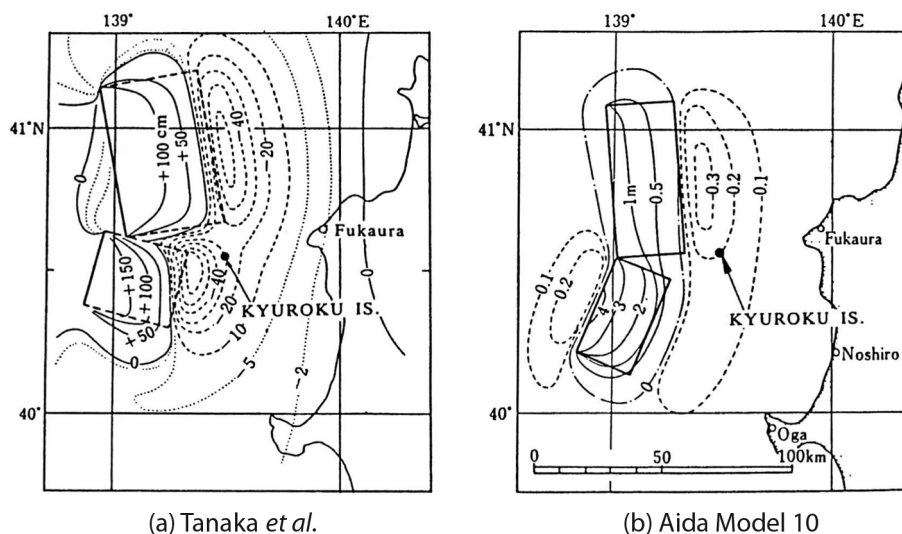 139°
140°E
41°N
40°
0
+100 cm
+50
-40
-20
0
0
+150
+100
+50
0
40
20
-10
-5
-2
Fukaura
KYUROKU IS.
(a) Tanaka et al.
139°
140°E
41°N
40°
1m
0.5
-0.3
-0.2
-0.1
0.1
0.2
4
3
2
0
Fukaura
KYUROKU IS.
Noshiro
Oga
0
50
100km
(b) Aida Model 10